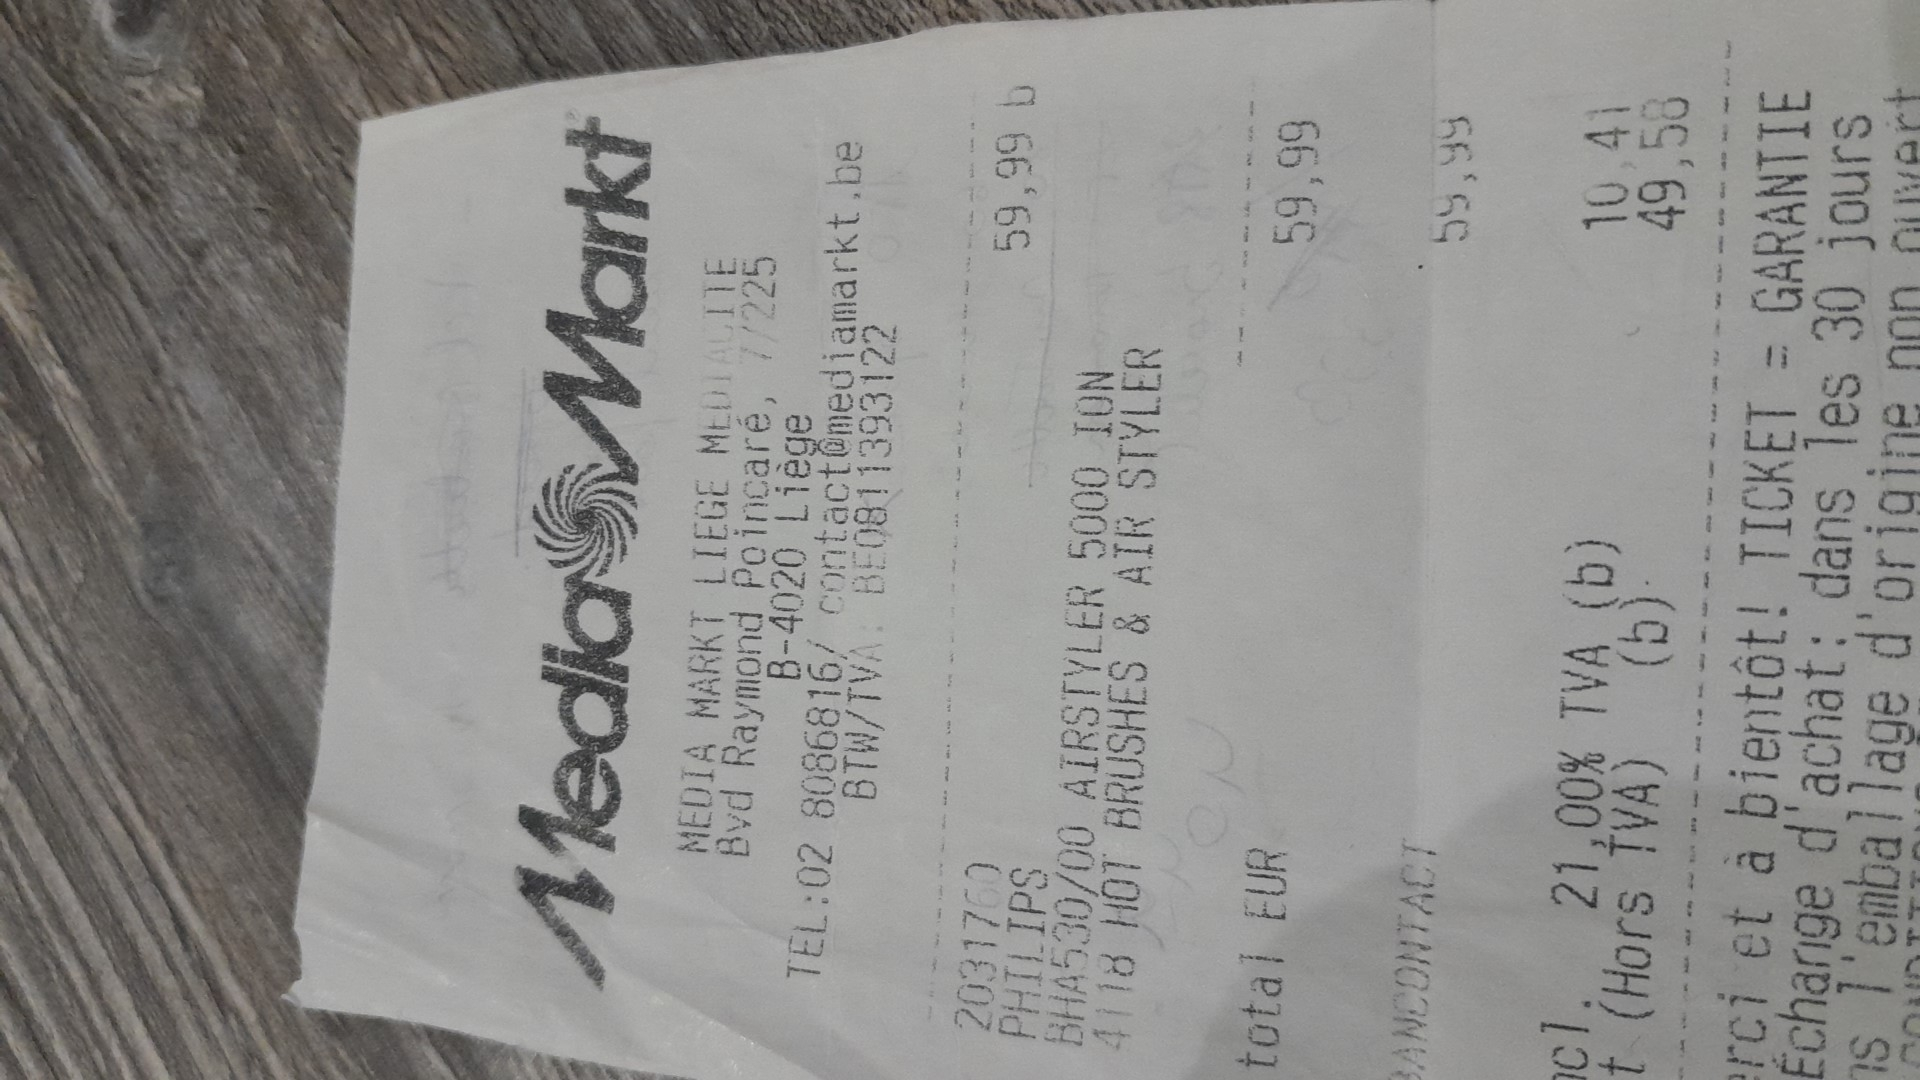 MediaMarkt®
MEDIA MARKT LIEGE MEDIACITE
Bvd Raymond Poincaré, 7/225
B-4020 Liège
TEL:02 8086816/ contact@mediamarkt.be
BTW/TVA: BE0811393122
2031760
PHILIPS 59,99 b
BHA530/00 AIRSTYLER 5000 ION
4118 HOT BRUSHES & AIR STYLER
total EUR 59,99
BANCONTACT 59,99
ncl. 21,00% TVA (b) 10,41
t (Hors TVA) (b) 49,58
erci et à bientôt! TICKET = GARANTIE
Échange d'achat: dans les 30 jours
ns l'emballage d'origine non ouvert